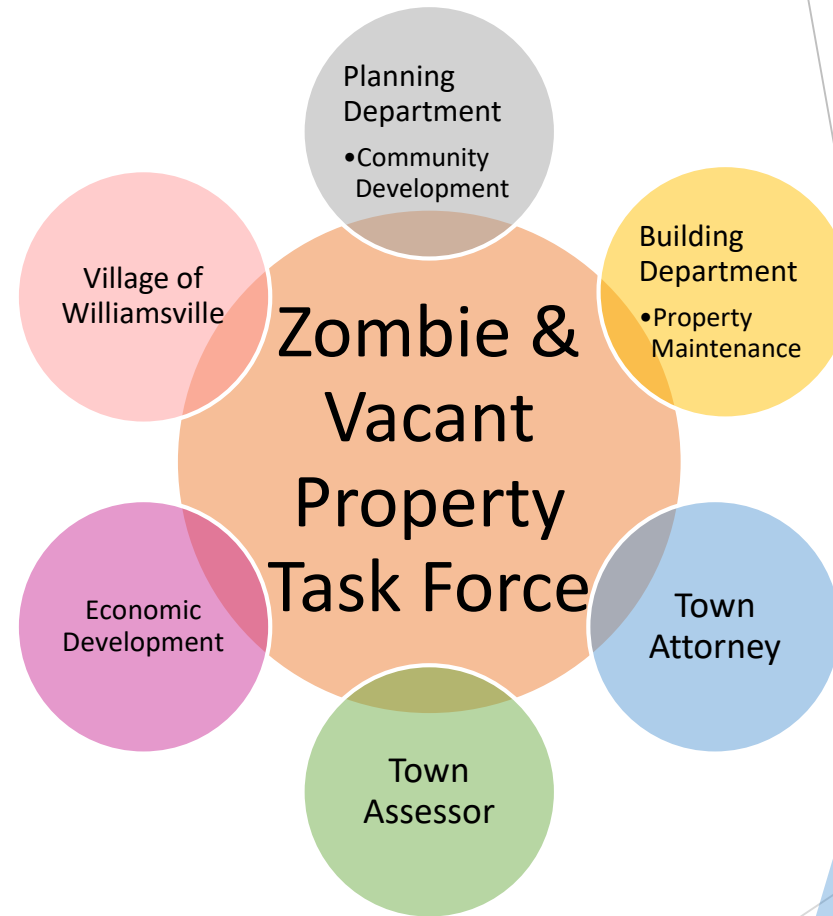 Planning
Department
•Community
Development
Building
Department
•Property
Maintenance
Village of
Williamsville
Zombie &
Vacant
Property
Task Force
Economic
Development
Town
Attorney
Town
Assessor